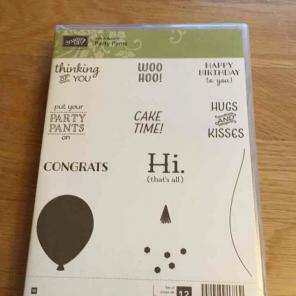 Party Pants
thinking
OF YOU
WOO
HOO!
HAPPY
BIRTHDAY
to you!
put your
PARTY
PANTS
on
CAKE
TIME!
HUGS
AND
KISSES
CONGRATS
Hi.
(that's all)
12